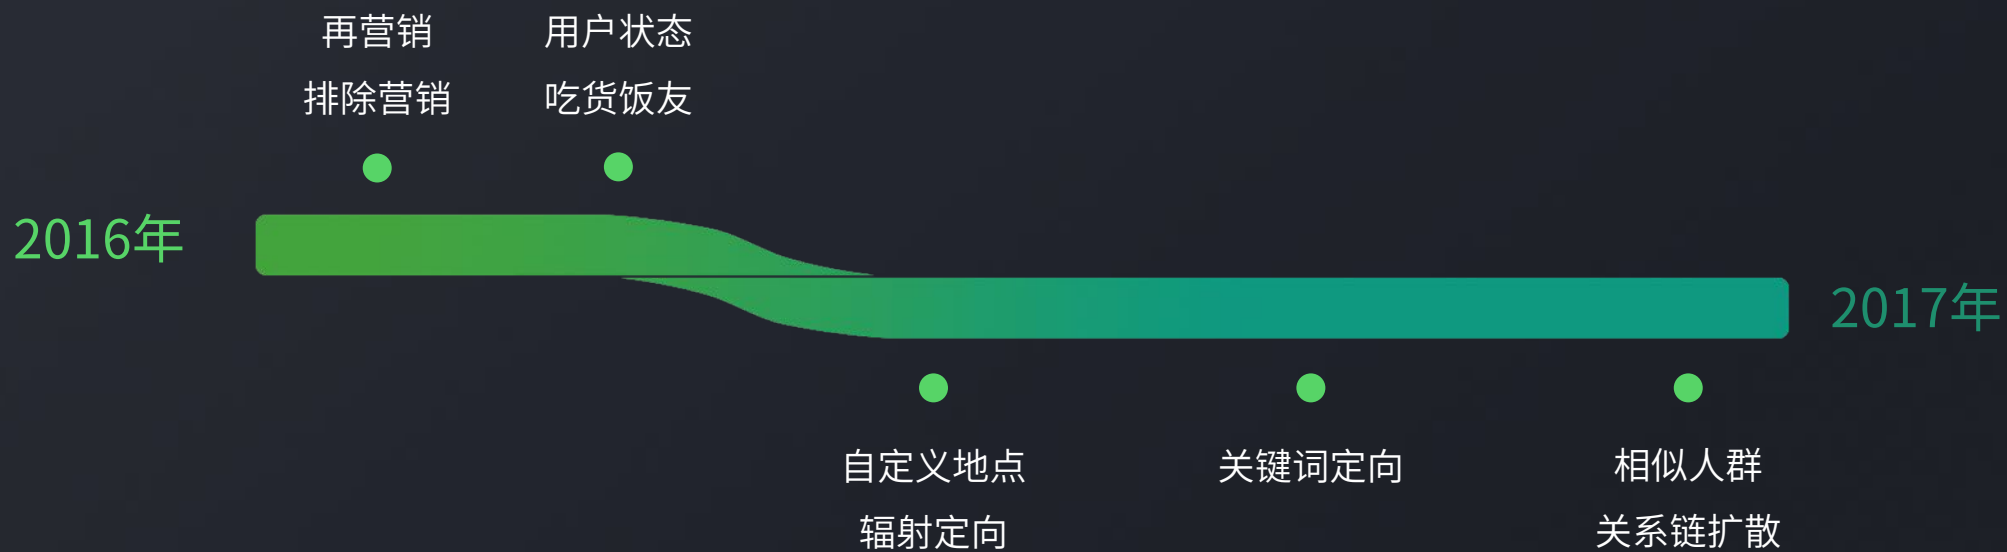 再营销
排除营销
用户状态
吃货饭友
2016年
2017年
自定义地点
辐射定向
关键词定向
相似人群
关系链扩散